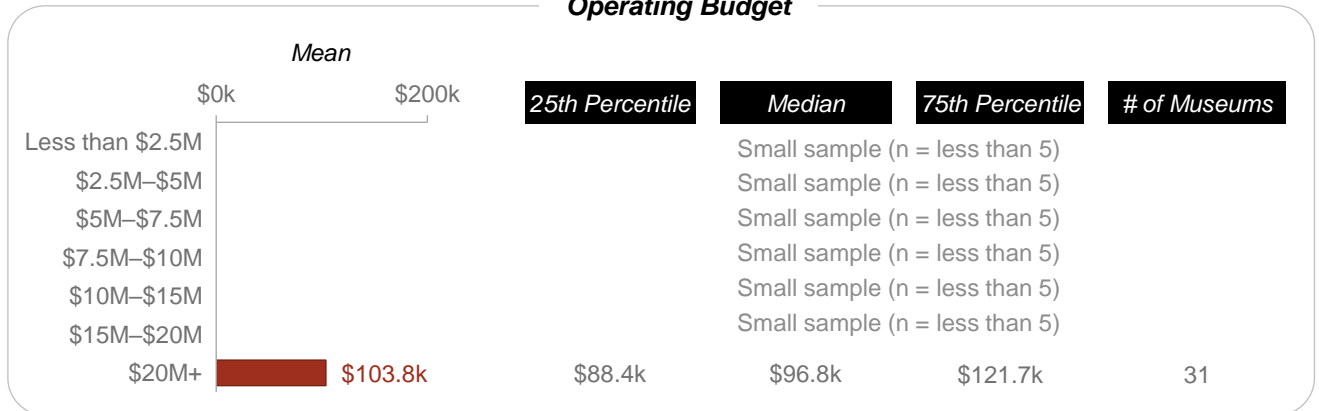 Operating Budget
Mean
$0k $200k 25th Percentile Median 75th Percentile # of Museums
Less than $2.5M Small sample (n = less than 5)
$2.5M–$5M Small sample (n = less than 5)
$5M–$7.5M Small sample (n = less than 5)
$7.5M–$10M Small sample (n = less than 5)
$10M–$15M Small sample (n = less than 5)
$15M–$20M Small sample (n = less than 5)
$20M+ $103.8k $88.4k $96.8k $121.7k 31